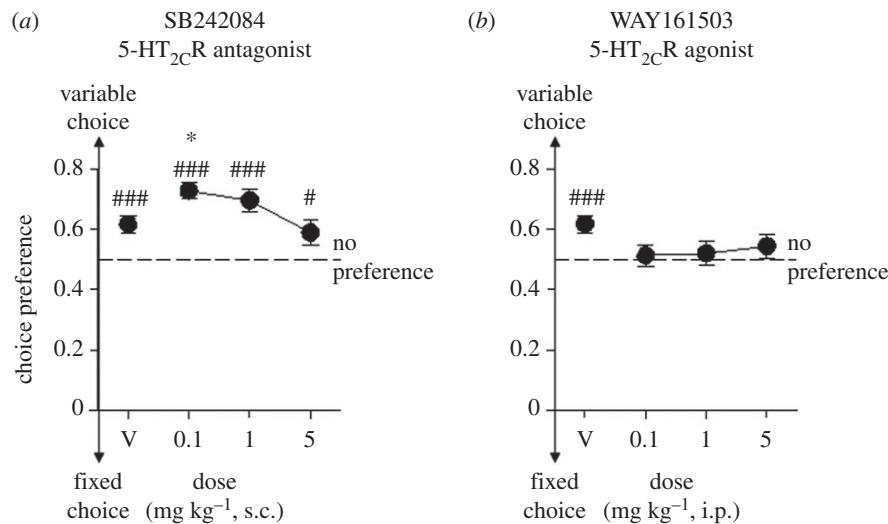 (a) SB242084
5-HT2CR antagonist
variable
choice
*
### ### ### #
0.8
0.6
0.4
0.2
0
no
preference
choice preference
V 0.1 1 5
fixed
choice
dose
(mg kg–1, s.c.)
(b) WAY161503
5-HT2CR agonist
variable
choice
###
0.8
0.6
0.4
0.2
0
no
preference
V 0.1 1 5
fixed
choice
dose
(mg kg–1, i.p.)